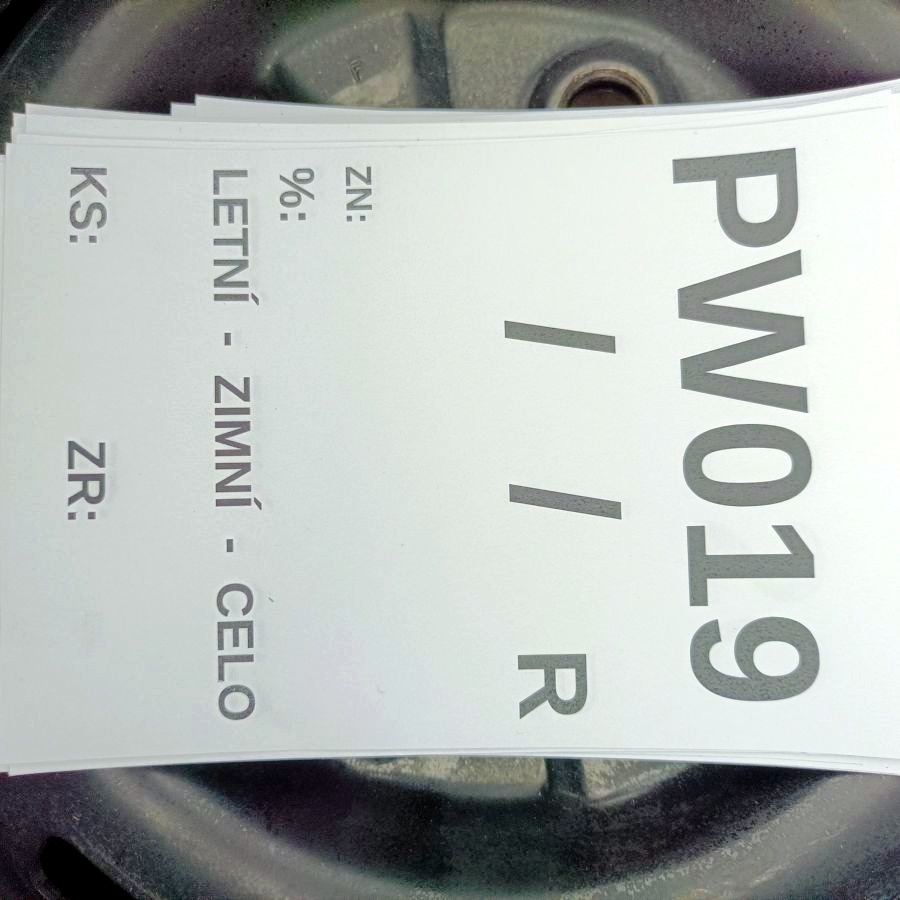 PW019
/ / R
ZN:
%:
LETNÍ - ZIMNÍ - CELO
KS: ZR: